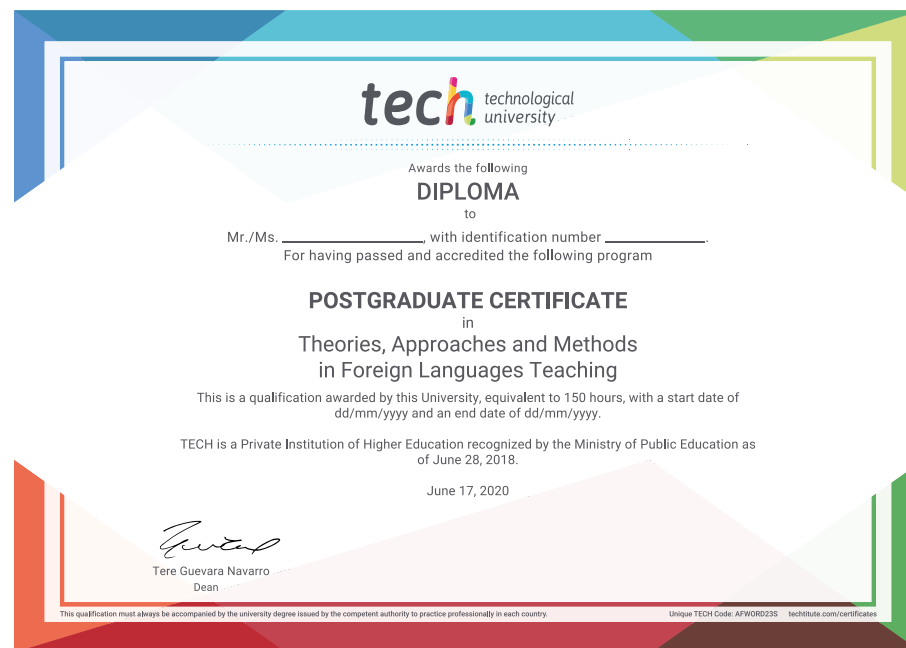 tech technological
university
Awards the following
DIPLOMA
to
Mr./Ms. ____________, with identification number ____________.
For having passed and accredited the following program
POSTGRADUATE CERTIFICATE
in
Theories, Approaches and Methods
in Foreign Languages Teaching
This is a qualification awarded by this University, equivalent to 150 hours, with a start date of
dd/mm/yyyy and an end date of dd/mm/yyyy.
TECH is a Private Institution of Higher Education recognized by the Ministry of Public Education as
of June 28, 2018.
June 17, 2020
Tere Guevara Navarro
Dean
This qualification must always be accompanied by the university degree issued by the competent authority to practice professionally in each country. Unique TECH Code: AFWORD23S techtitute.com/certificates